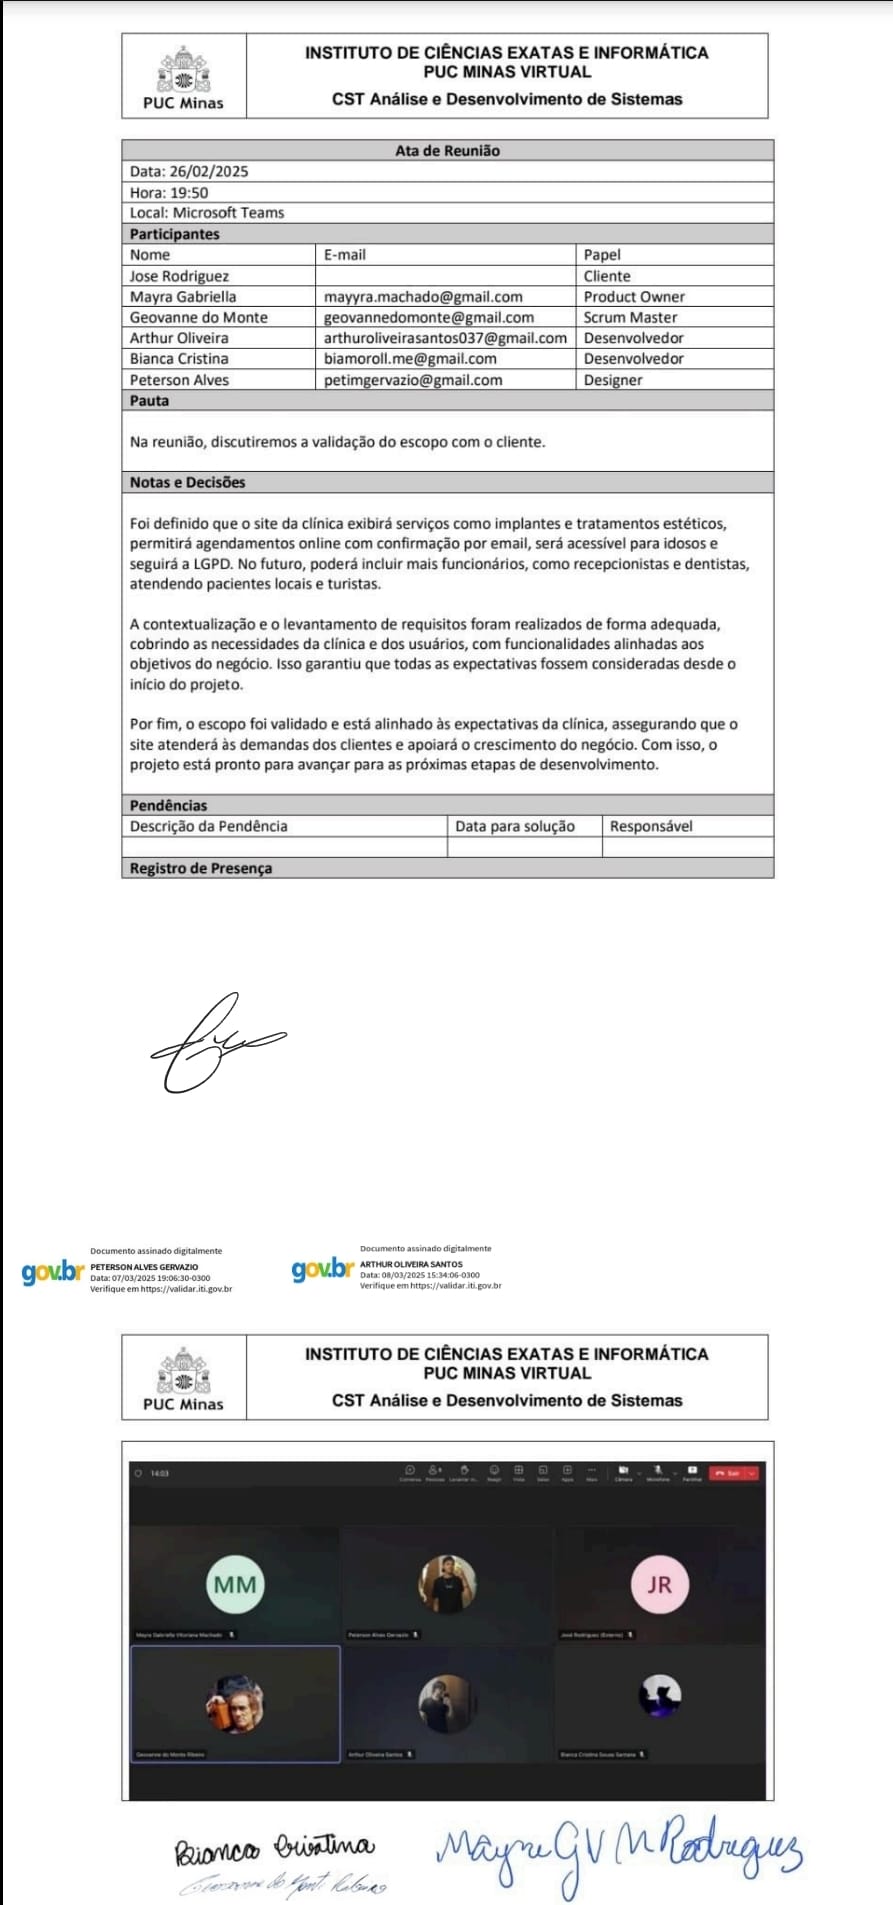 PUC Minas
INSTITUTO DE CIÊNCIAS EXATAS E INFORMÁTICA
PUC MINAS VIRTUAL
CST Análise e Desenvolvimento de Sistemas
Ata de Reunião
Data: 26/02/2025
Hora: 19:50
Local: Microsoft Teams
Participantes
Nome E-mail Papel
Jose Rodriguez Cliente
Mayra Gabriella mayyra.machado@gmail.com Product Owner
Geovanne do Monte geovannedomonte@gmail.com Scrum Master
Arthur Oliveira arthuroliveirasantos037@gmail.com Desenvolvedor
Bianca Cristina biamoroll.me@gmail.com Desenvolvedor
Peterson Alves petimgervazio@gmail.com Designer
Pauta
Na reunião, discutiremos a validação do escopo com o cliente.
Notas e Decisões
Foi definido que o site da clínica exibirá serviços como implantes e tratamentos estéticos,
permitirá agendamentos online com confirmação por email, será acessível para idosos e
seguirá a LGPD. No futuro, poderá incluir mais funcionários, como recepcionistas e dentistas,
atendendo pacientes locais e turistas.
A contextualização e o levantamento de requisitos foram realizados de forma adequada,
cobrindo as necessidades da clínica e dos usuários, com funcionalidades alinhadas aos
objetivos do negócio. Isso garantiu que todas as expectativas fossem consideradas desde o
início do projeto.
Por fim, o escopo foi validado e está alinhado às expectativas da clínica, assegurando que o
site atenderá às demandas dos clientes e apoiará o crescimento do negócio. Com isso, o
projeto está pronto para avançar para as próximas etapas de desenvolvimento.
Pendências
Descrição da Pendência Data para solução Responsável
Registro de Presença
gov.br
Documento assinado digitalmente
PETERSON ALVES GERVAZIO
Data: 07/03/2025 19:06:30-0300
Verifique em https://validar.iti.gov.br
gov.br
Documento assinado digitalmente
ARTHUR OLIVEIRA SANTOS
Data: 08/03/2025 15:34:06-0300
Verifique em https://validar.iti.gov.br
PUC Minas
INSTITUTO DE CIÊNCIAS EXATAS E INFORMÁTICA
PUC MINAS VIRTUAL
CST Análise e Desenvolvimento de Sistemas
14:03
Sair
MM
JR
Mayra Gabriella Vitoriana Machado
Peterson Alves Gervazio
José Rodriguez (Externo)
Geovanne do Monte Ribeiro
Arthur Oliveira Santos
Bianca Cristina Sousa Santana
Bianca Cristina
Geovanne do Monte Ribeiro
Mayra G V M Rodriguez